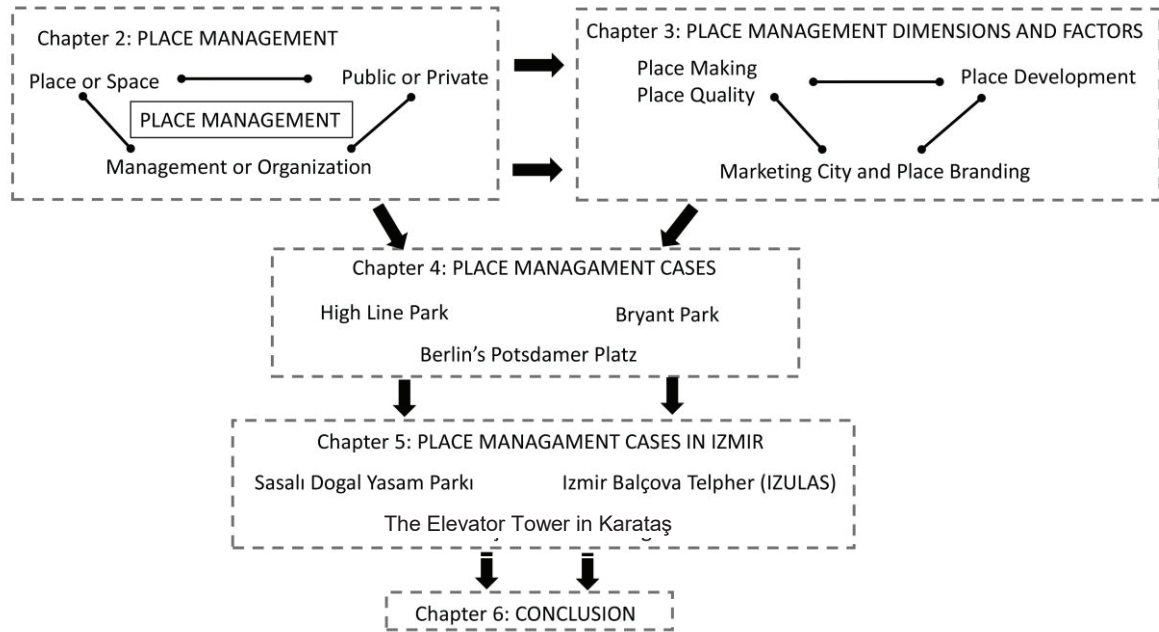 Chapter 2: PLACE MANAGEMENT
Place or Space
Public or Private
PLACE MANAGEMENT
Management or Organization
Chapter 3: PLACE MANAGEMENT DIMENSIONS AND FACTORS
Place Making
Place Quality
Place Development
Marketing City and Place Branding
Chapter 4: PLACE MANAGAMENT CASES
High Line Park
Bryant Park
Berlin’s Potsdamer Platz
Chapter 5: PLACE MANAGAMENT CASES IN IZMIR
Sasalı Dogal Yasam Parkı
Izmir Balçova Telpher (IZULAS)
The Elevator Tower in Karataş
Chapter 6: CONCLUSION